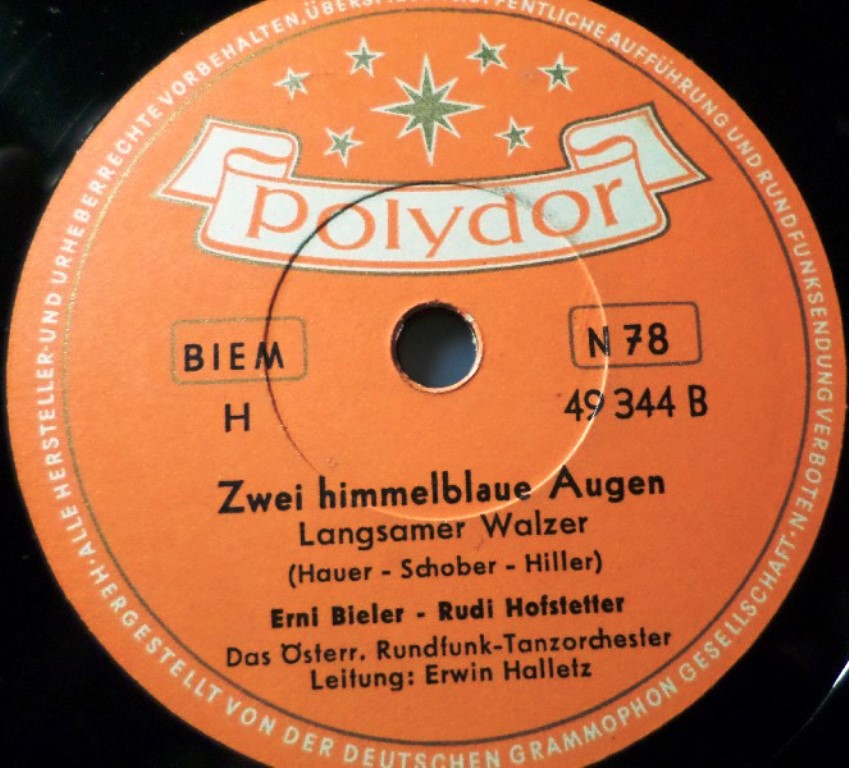 ALLE HERSTELLER-UND URHEBERRECHTE VORBEHALTEN, ÖFFENTLICHE AUFFÜHRUNG UND RUNDFUNKSENDUNG VERBOTEN·
polydor
BIEM
N 78
H
49 344 B
Zwei himmelblaue Augen
Langsamer Walzer
(Hauer - Schober - Hiller)
Erni Bieler - Rudi Hofstetter
Das Österr. Rundfunk-Tanzorchester
Leitung: Erwin Halletz
HERGESTELLT VON DER DEUTSCHEN GRAMMOPHON GESELLSCHAFT·